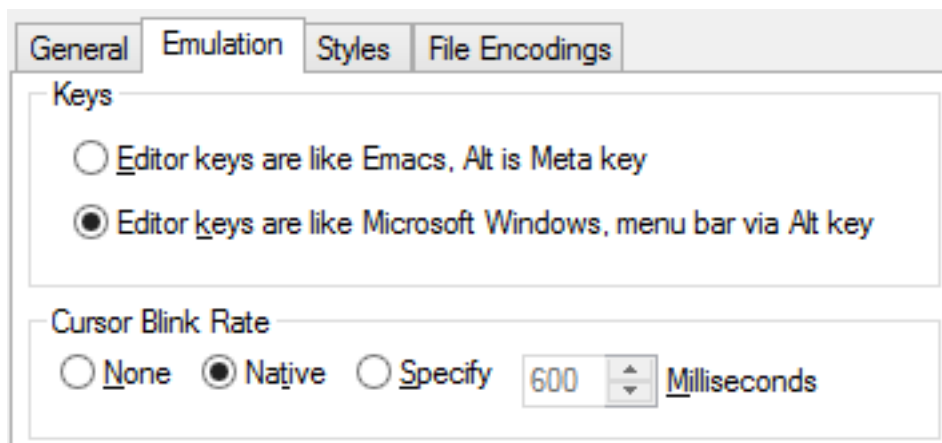 General Emulation Styles File Encodings
Keys
Editor keys are like Emacs, Alt is Meta key
Editor keys are like Microsoft Windows, menu bar via Alt key
Cursor Blink Rate
None Native Specify 600 Milliseconds